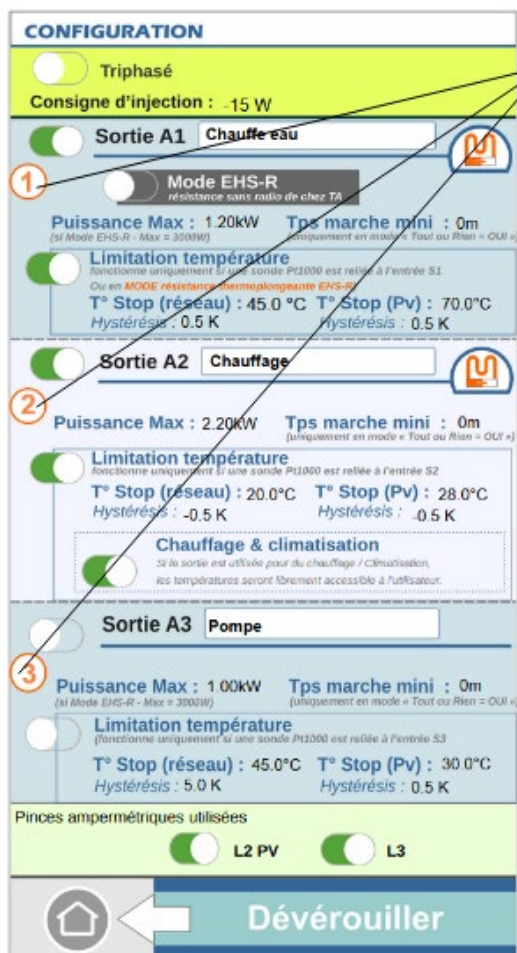 CONFIGURATION
Triphasé
Consigne d'injection : -15 W
Sortie A1 Chauffe eau
1
Mode EHS-R
résistance sans radio de chez TA
Puissance Max : 1.20kW Tps marche mini : 0m
(si Mode EHS-R - Max = 3000W) (uniquement en mode « Tout ou Rien = OUI »)
Limitation température
fonctionne uniquement si une sonde Pt1000 est reliée à l'entrée S1
Ou en MODE résistance thermoplongeante EHS-R)
T° Stop (réseau) : 45.0 °C T° Stop (Pv) : 70.0°C
Hystérésis : 0.5 K Hystérésis : 0.5 K
Sortie A2 Chauffage
2
Puissance Max : 2.20kW Tps marche mini : 0m
(uniquement en mode « Tout ou Rien = OUI »)
Limitation température
fonctionne uniquement si une sonde Pt1000 est reliée à l'entrée S2
T° Stop (réseau) : 20.0°C T° Stop (Pv) : 28.0°C
Hystérésis : -0.5 K Hystérésis : -0.5 K
Chauffage & climatisation
Si la sortie est utilisée pour du chauffage / Climatisation,
les températures seront librement accessible à l'utilisateur.
Sortie A3 Pompe
3
Puissance Max : 1.00kW Tps marche mini : 0m
(si Mode EHS-R - Max = 3000W) (uniquement en mode « Tout ou Rien = OUI »)
Limitation température
(fonctionne uniquement si une sonde Pt1000 est reliée à l'entrée S3
T° Stop (réseau) : 45.0°C T° Stop (Pv) : 30.0°C
Hystérésis : 5.0 K Hystérésis : 0.5 K
Pinces ampermétriques utilisées
L2 PV L3
Dévérouiller